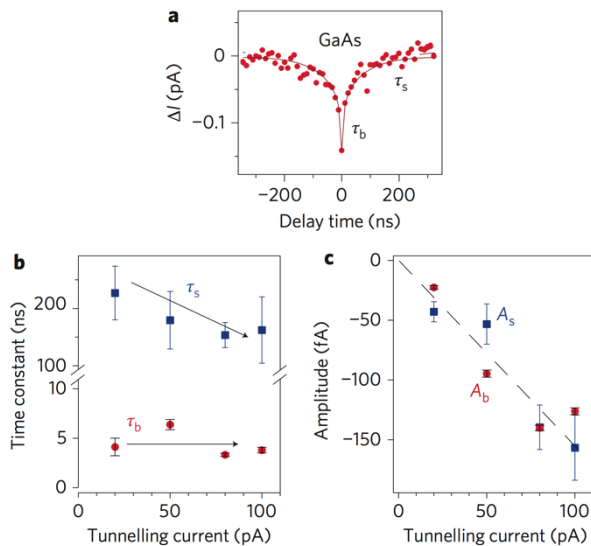 a
GaAs
0
−0.1
ΔI (pA)
τs
τb
−200
0
200
Delay time (ns)
b
τs
200
100
10
5
0
τb
Time constant (ns)
0
50
100
Tunnelling current (pA)
c
0
−50
−100
−150
As
Ab
Amplitude (fA)
0
50
100
Tunnelling current (pA)